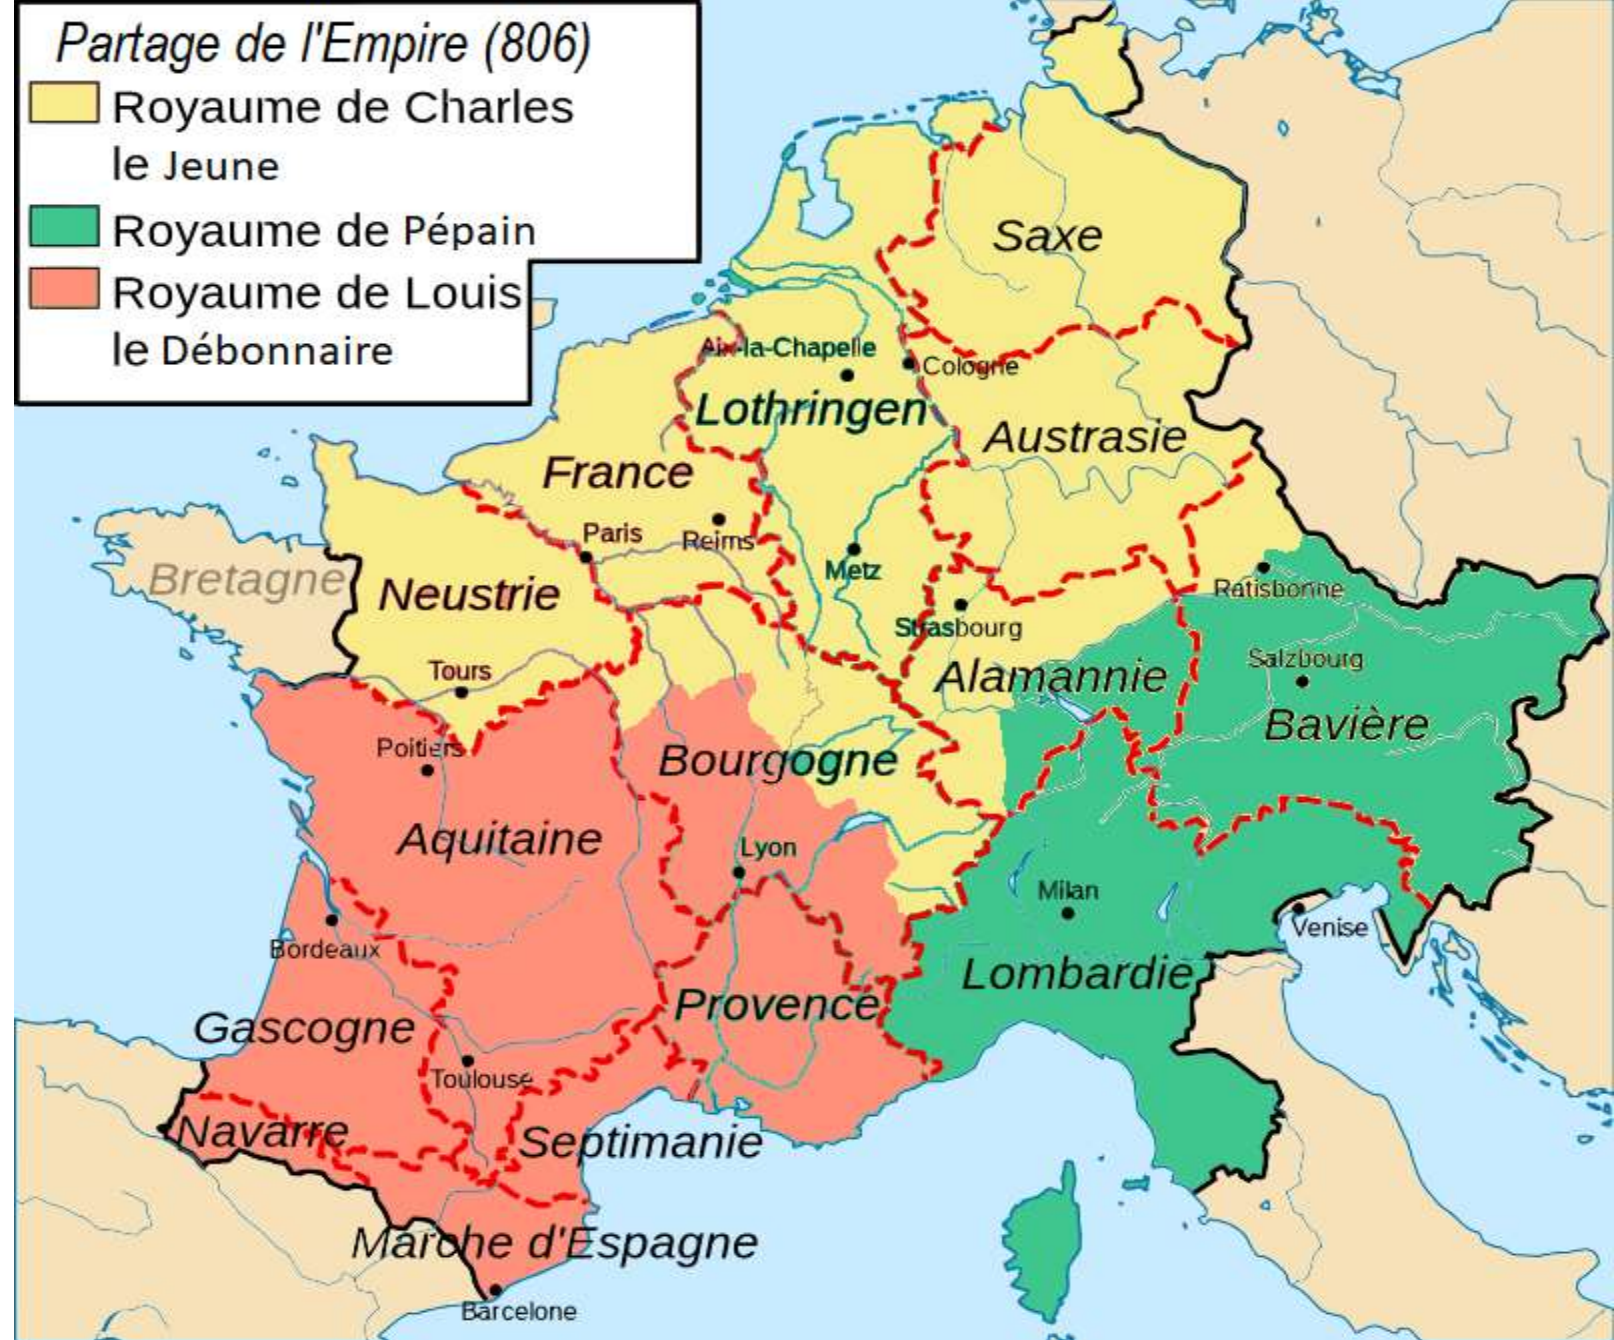 Partage de l'Empire (806)
Royaume de Charles
le Jeune
Royaume de Pépain
Royaume de Louis
le Débonnaire
Saxe
Aix-la-Chapelle
Cologne
Lothringen
Austrasie
France
Paris
Reims
Metz
Bretagne
Neustrie
Ratisbonne
Strasbourg
Tours
Alamannie
Salzbourg
Bavière
Poitiers
Bourgogne
Aquitaine
Lyon
Milan
Bordeaux
Venise
Lombardie
Provence
Gascogne
Toulouse
Navarre
Septimanie
Marche d'Espagne
Barcelone